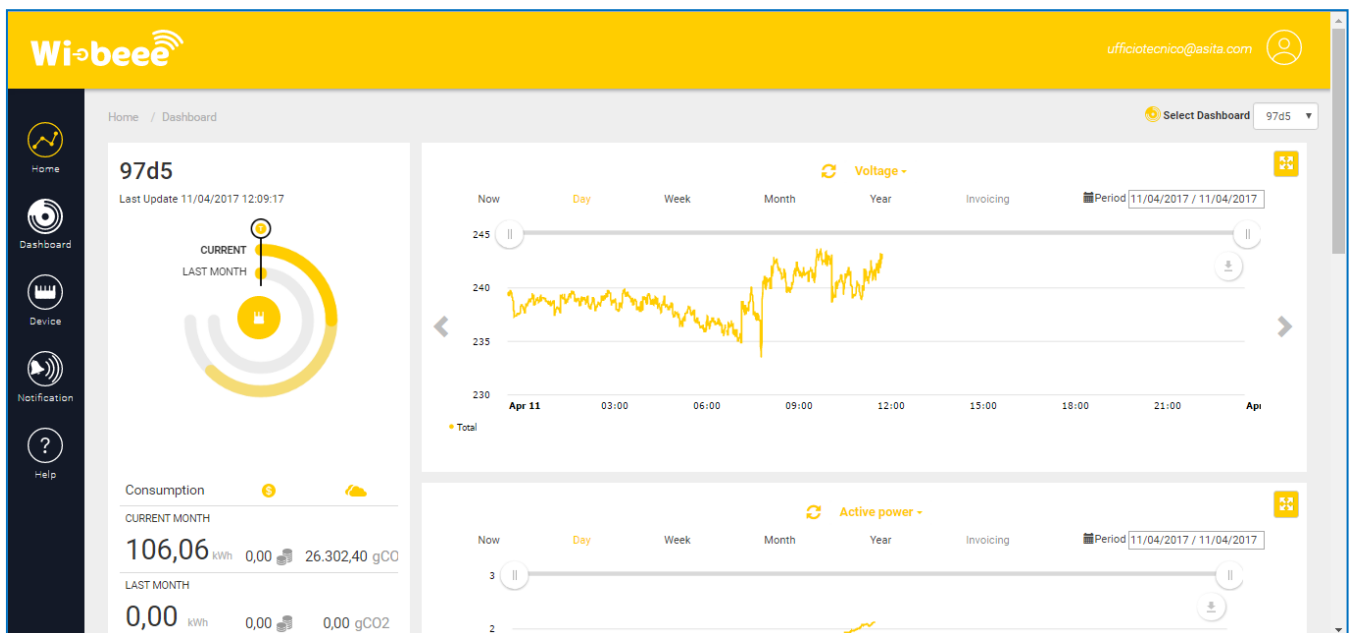 Wi-beee
ufficiotecnico@asita.com
Home / Dashboard
Select Dashboard 97d5
Home
Dashboard
Device
Notification
Help
97d5
Last Update 11/04/2017 12:09:17
CURRENT
LAST MONTH
Consumption
CURRENT MONTH
106,06 kWh 0,00 26.302,40 gCO
LAST MONTH
0,00 kWh 0,00 0,00 gCO2
Voltage
Now Day Week Month Year Invoicing Period 11/04/2017 / 11/04/2017
245
240
235
230
Apr 11 03:00 06:00 09:00 12:00 15:00 18:00 21:00 Ap
Total
Active power
Now Day Week Month Year Invoicing Period 11/04/2017 / 11/04/2017
3
2